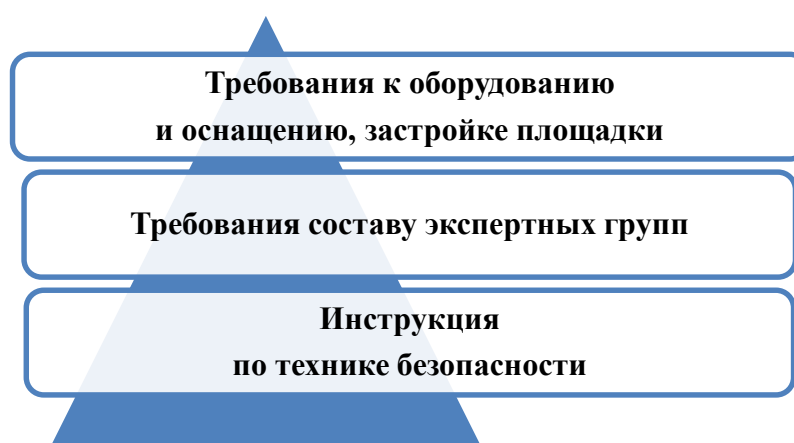 Требования к оборудованию
и оснащению, застройке площадки
Требования составу экспертных групп
Инструкция
по технике безопасности